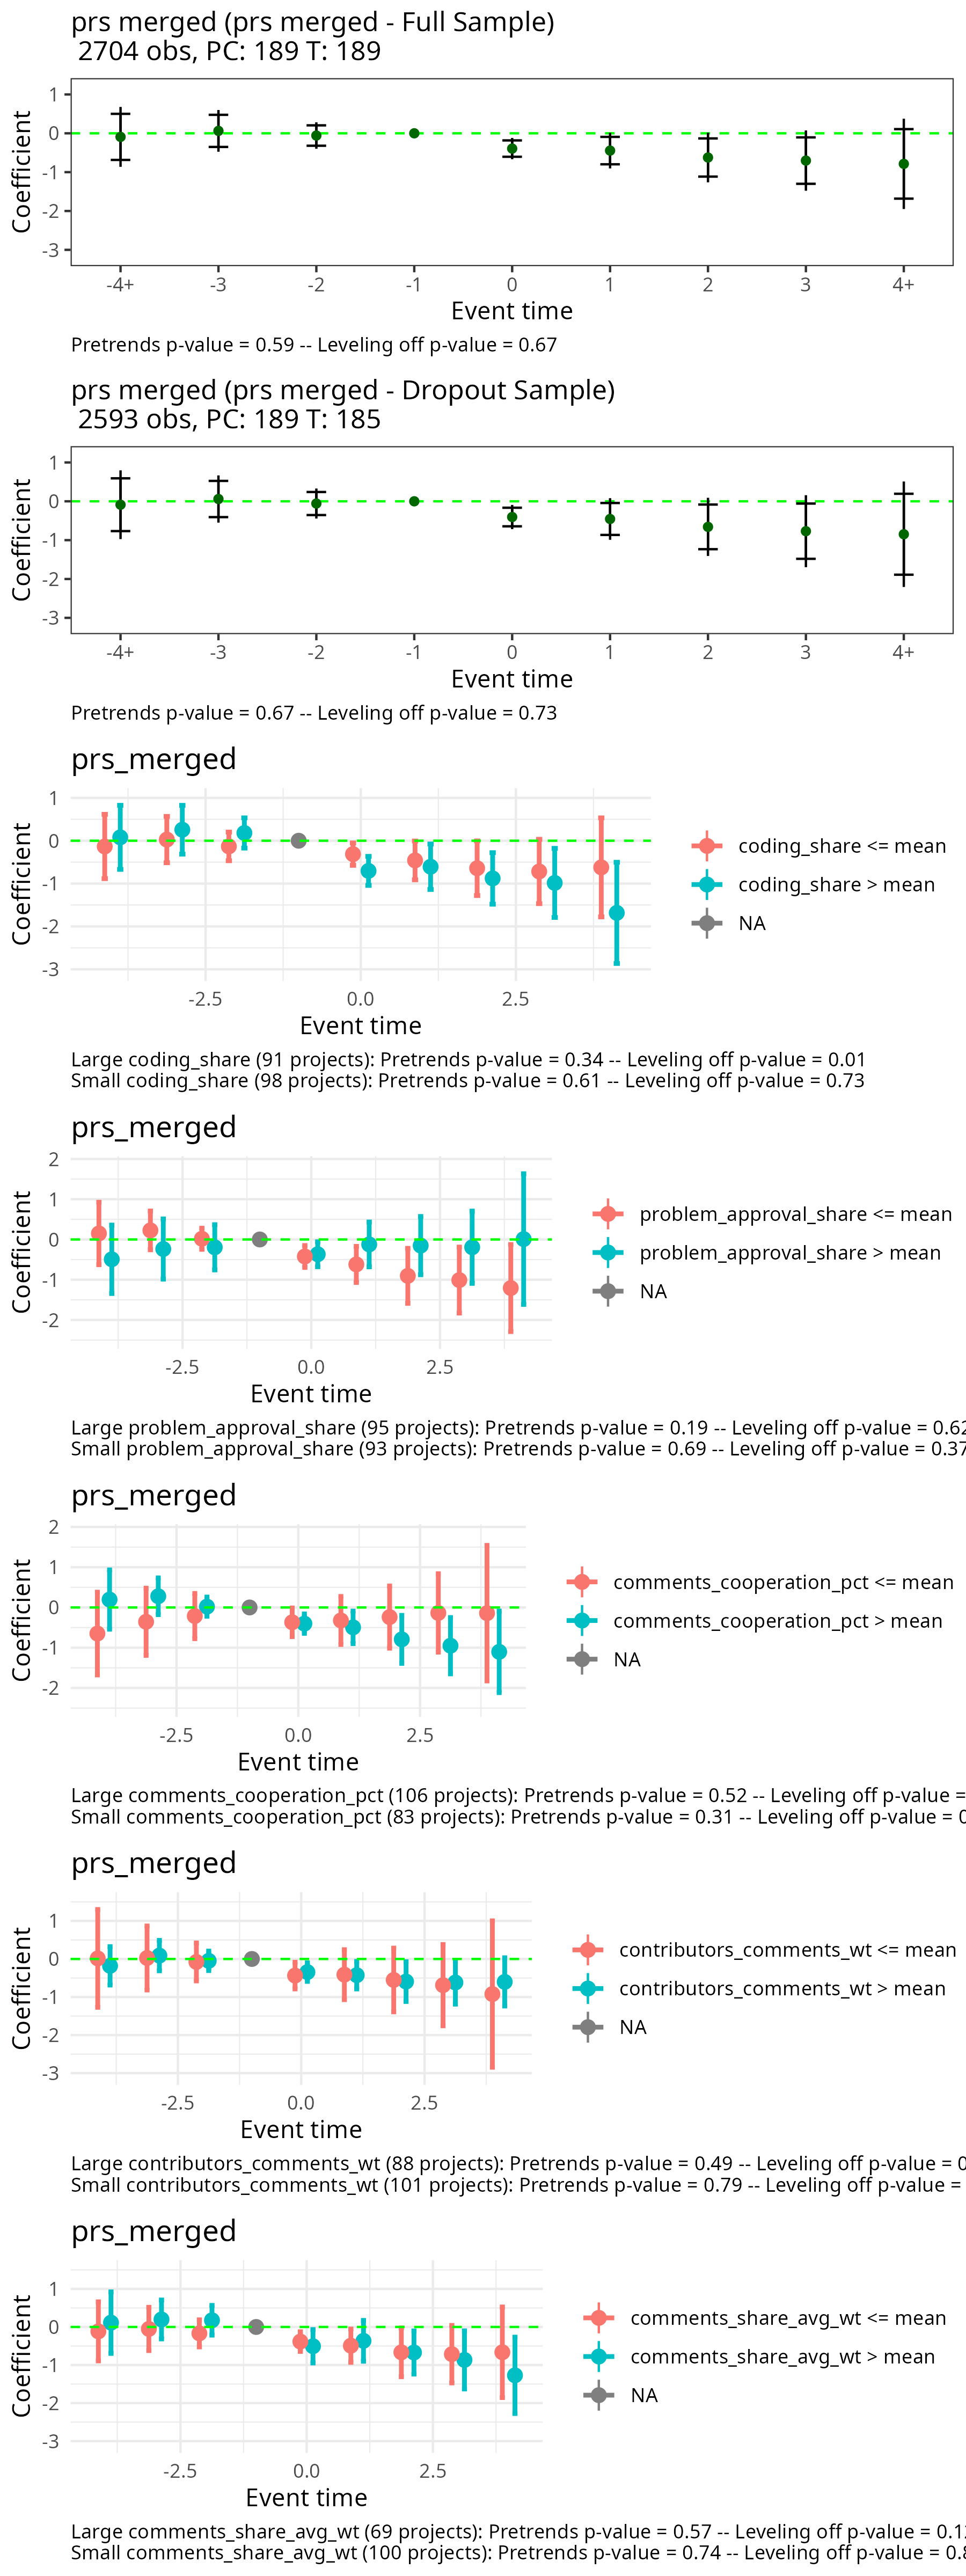 prs merged (prs merged - Full Sample)
2704 obs, PC: 189 T: 189
1
0
-1
-2
-3
Coefficient
-4+ -3 -2 -1 0 1 2 3 4+
Event time
Pretrends p-value = 0.59 -- Leveling off p-value = 0.67
prs merged (prs merged - Dropout Sample)
2593 obs, PC: 189 T: 185
1
0
-1
-2
-3
Coefficient
-4+ -3 -2 -1 0 1 2 3 4+
Event time
Pretrends p-value = 0.67 -- Leveling off p-value = 0.73
prs_merged
1
0
-1
-2
-3
Coefficient
-2.5 0.0 2.5
Event time
coding_share <= mean
coding_share > mean
NA
Large coding_share (91 projects): Pretrends p-value = 0.34 -- Leveling off p-value = 0.01
Small coding_share (98 projects): Pretrends p-value = 0.61 -- Leveling off p-value = 0.73
prs_merged
2
1
0
-1
-2
Coefficient
-2.5 0.0 2.5
Event time
problem_approval_share <= mean
problem_approval_share > mean
NA
Large problem_approval_share (95 projects): Pretrends p-value = 0.19 -- Leveling off p-value = 0.62
Small problem_approval_share (93 projects): Pretrends p-value = 0.69 -- Leveling off p-value = 0.37
prs_merged
2
1
0
-1
-2
Coefficient
-2.5 0.0 2.5
Event time
comments_cooperation_pct <= mean
comments_cooperation_pct > mean
NA
Large comments_cooperation_pct (106 projects): Pretrends p-value = 0.52 -- Leveling off p-value =
Small comments_cooperation_pct (83 projects): Pretrends p-value = 0.31 -- Leveling off p-value = 0
prs_merged
1
0
-1
-2
-3
Coefficient
-2.5 0.0 2.5
Event time
contributors_comments_wt <= mean
contributors_comments_wt > mean
NA
Large contributors_comments_wt (88 projects): Pretrends p-value = 0.49 -- Leveling off p-value = 0
Small contributors_comments_wt (101 projects): Pretrends p-value = 0.79 -- Leveling off p-value =
prs_merged
1
0
-1
-2
-3
Coefficient
-2.5 0.0 2.5
Event time
comments_share_avg_wt <= mean
comments_share_avg_wt > mean
NA
Large comments_share_avg_wt (69 projects): Pretrends p-value = 0.57 -- Leveling off p-value =
Small comments_share_avg_wt (100 projects): Pretrends p-value = 0.74 -- Leveling off p-value =